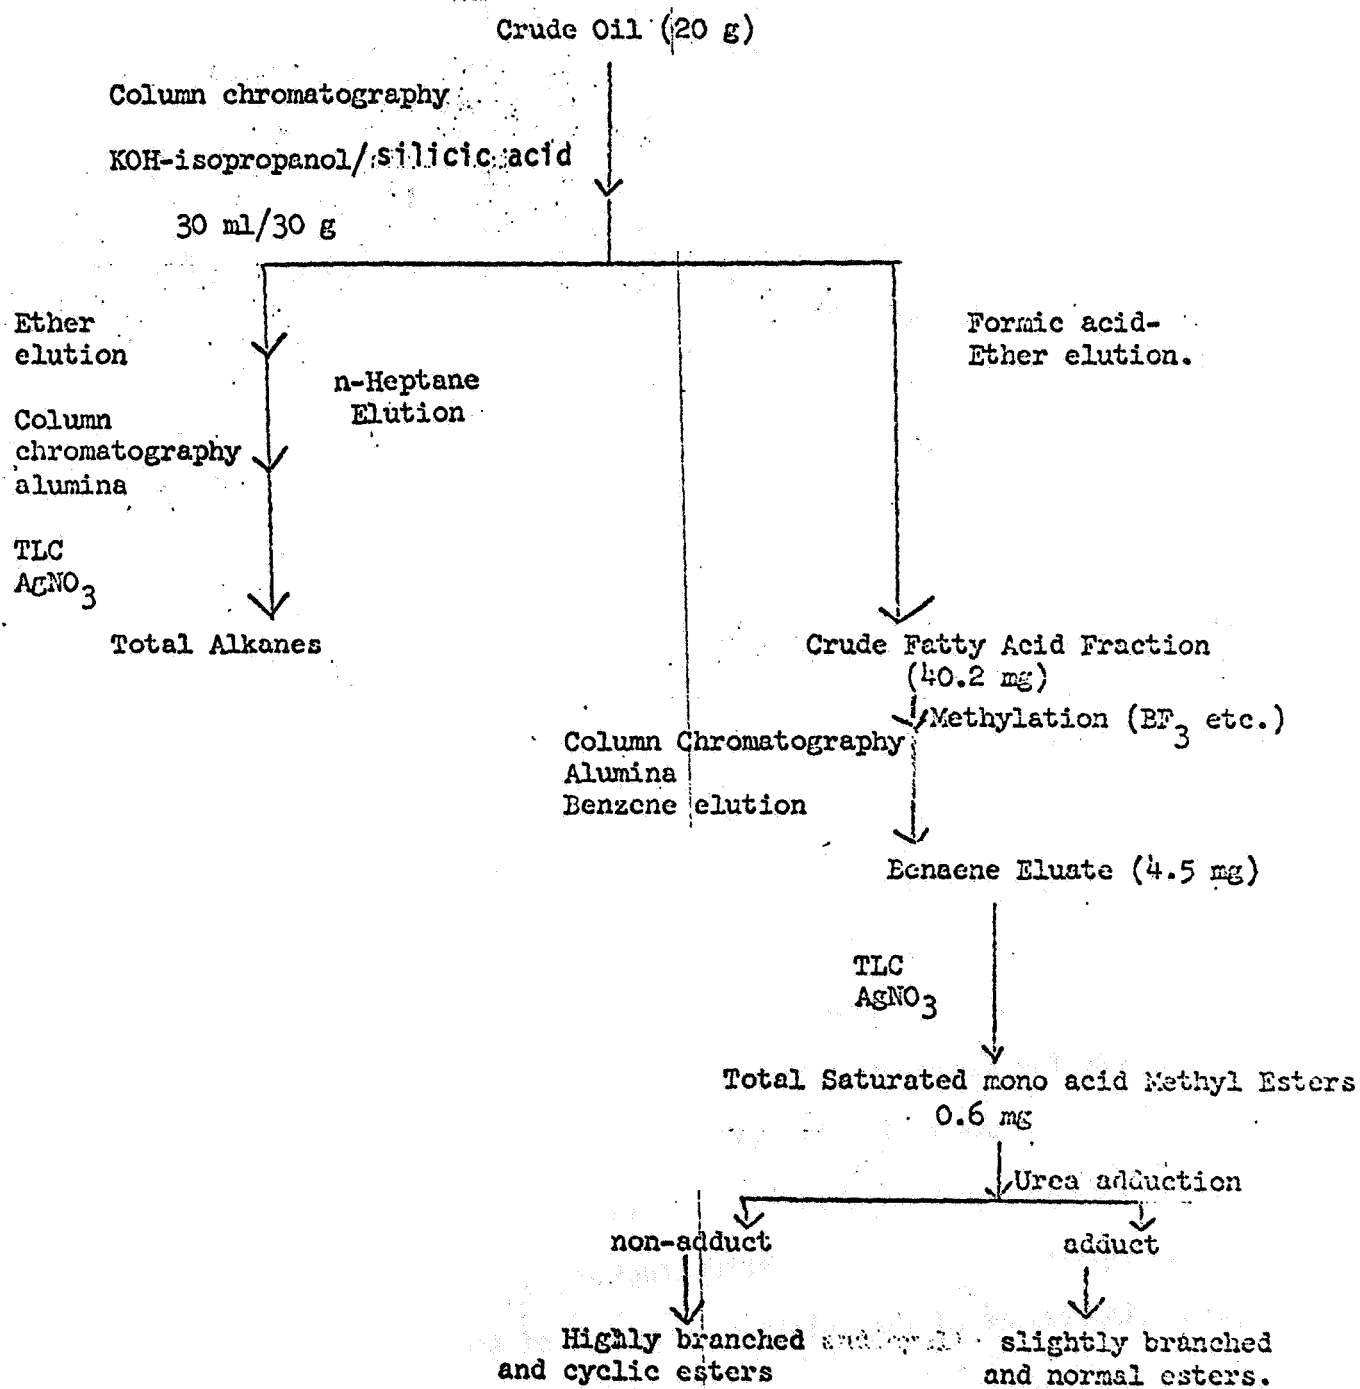 Crude Oil (20 g)
Column chromatography
KOH-isopropanol/silicic acid
30 ml/30 g
Ether
elution
n-Heptane
Elution
Column
chromatography
alumina
TLC
AgNO3
Total Alkanes
Formic acid-
Ether elution.
Crude Fatty Acid Fraction
(40.2 mg)
Methylation (BF3 etc.)
Column Chromatography
Alumina
Benzene elution
Benaene Eluate (4.5 mg)
TLC
AgNO3
Total Saturated mono acid Methyl Esters
0.6 mg
Urea adduction
non-adduct
adduct
Highly branched
and cyclic esters
slightly branched
and normal esters.